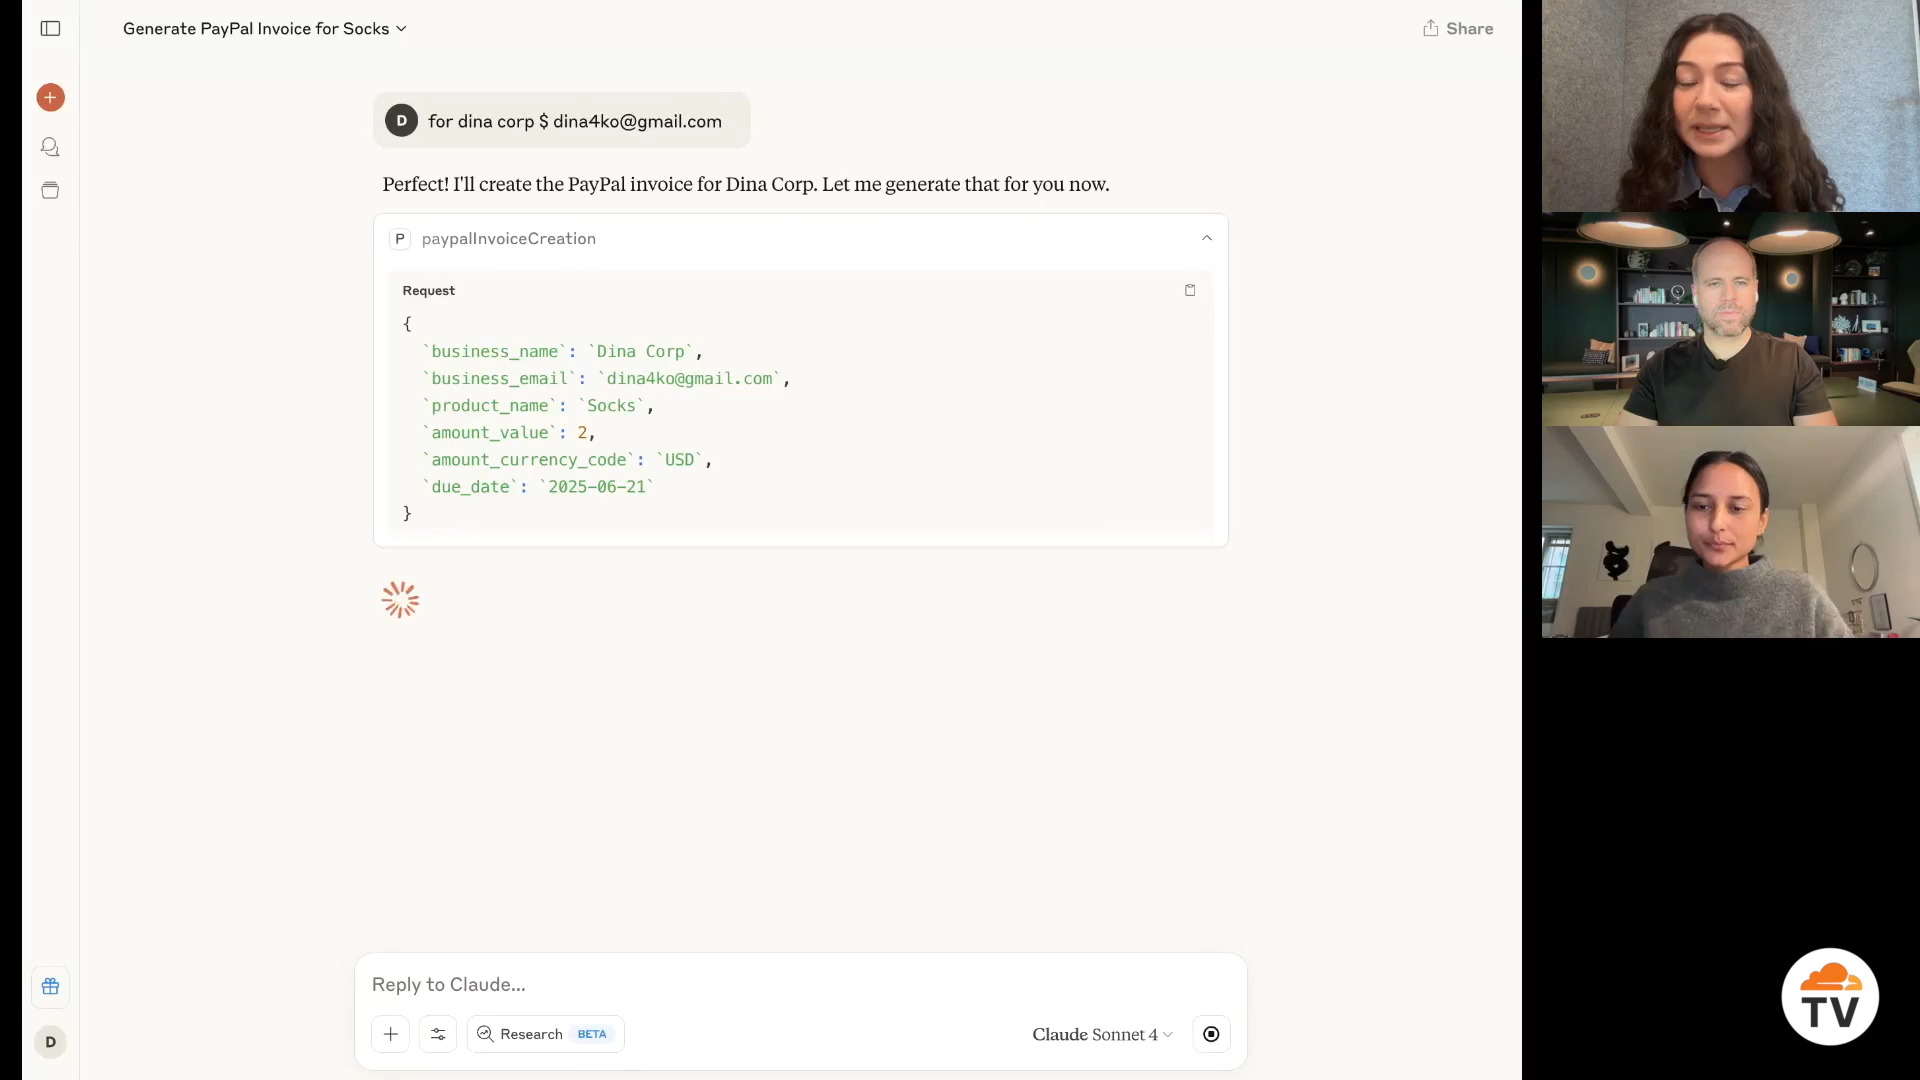 Generate PayPal Invoice for Socks
Share
D for dina corp $ dina4ko@gmail.com
Perfect! I'll create the PayPal invoice for Dina Corp. Let me generate that for you now.
P paypalInvoiceCreation
Request
{
`business_name`: `Dina Corp`,
`business_email`: `dina4ko@gmail.com`,
`product_name`: `Socks`,
`amount_value`: 2,
`amount_currency_code`: `USD`,
`due_date`: `2025-06-21`
}
Reply to Claude...
Research BETA
Claude Sonnet 4
D
TV